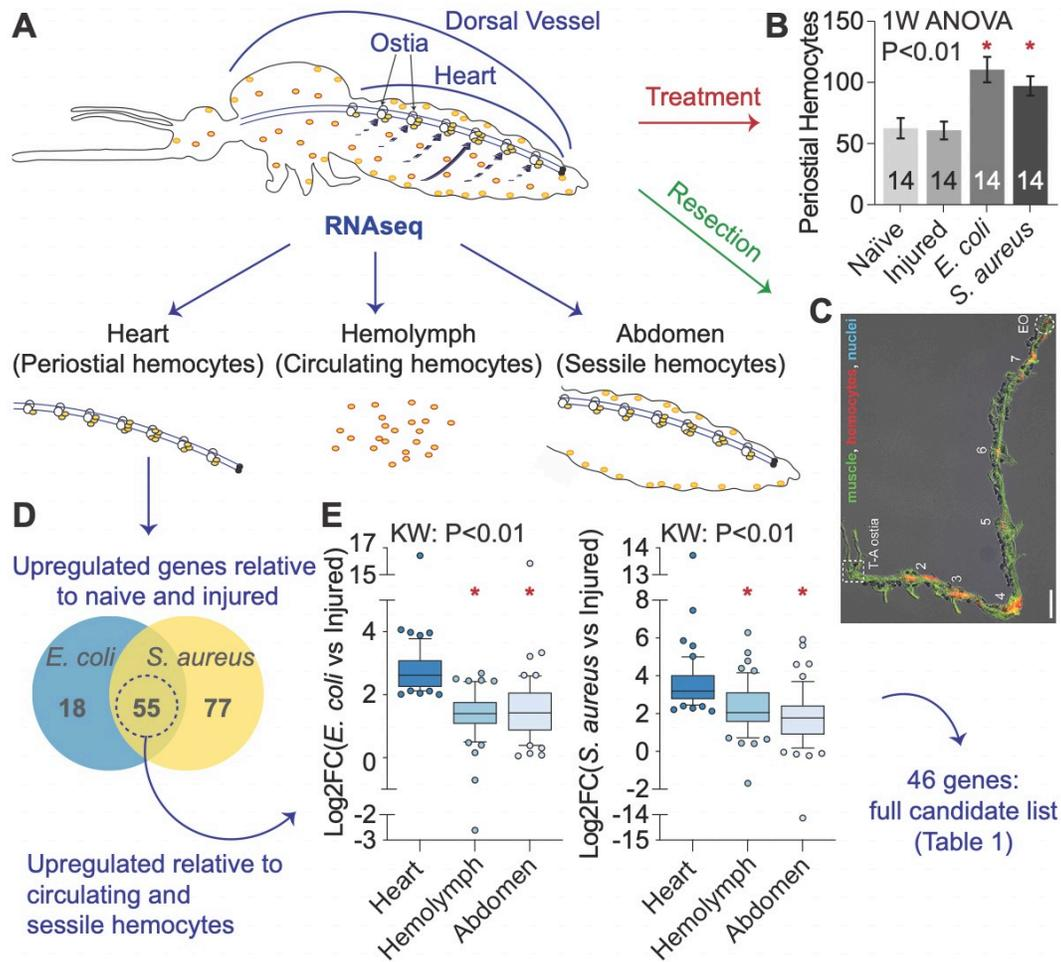 A
Dorsal Vessel
Ostia
Heart
RNAseq
Treatment
Resection
Heart
(Periostial hemocytes)
Hemolymph
(Circulating hemocytes)
Abdomen
(Sessile hemocytes)
B
1W ANOVA
P<0.01
Periostial Hemocytes
150
100
50
0
* *
14 14 14 14
Naïve
Injured
E. coli
S. aureus
C
muscle, hemocytes, nuclei
T-A ostia
2
3
4
5
6
7
EO
D
Upregulated genes relative
to naive and injured
E. coli S. aureus
18 55 77
Upregulated relative to
circulating and
sessile hemocytes
E
KW: P<0.01
Log2FC(E. coli vs Injured)
17
15
4
2
0
-2
-3
* *
Heart
Hemolymph
Abdomen
KW: P<0.01
Log2FC(S. aureus vs Injured)
14
13
8
6
4
2
0
-2
-14
-15
* *
Heart
Hemolymph
Abdomen
46 genes:
full candidate list
(Table 1)